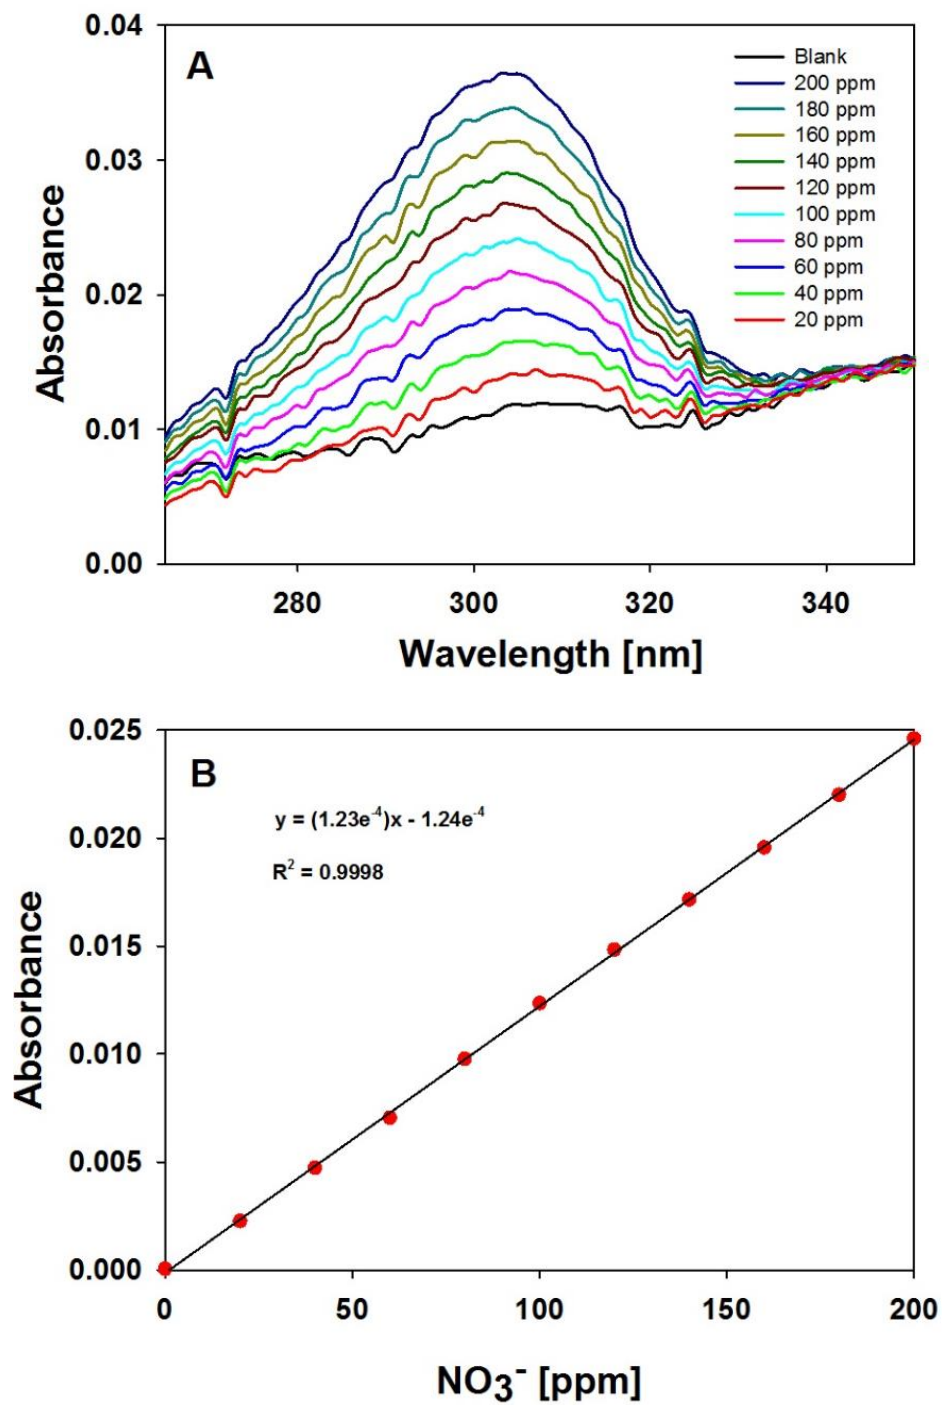 0.04
A
Blank
200 ppm
180 ppm
160 ppm
140 ppm
120 ppm
100 ppm
80 ppm
60 ppm
40 ppm
20 ppm
0.03
0.02
0.01
0.00
Absorbance
280 300 320 340
Wavelength [nm]
0.025
B
y = (1.23e⁻⁴)x - 1.24e⁻⁴
R² = 0.9998
0.020
0.015
0.010
0.005
0.000
Absorbance
0 50 100 150 200
NO₃⁻ [ppm]